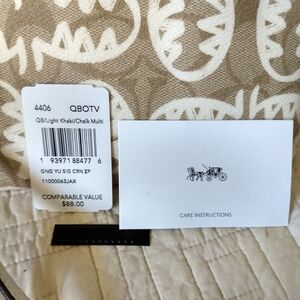 4406 QBOTV
QB/Light Khaki/Chalk Multi
1 93971 88477 6
GNG YU SIG CRN ZP
11000063JAX
COMPARABLE VALUE
$88.00
CARE INSTRUCTIONS